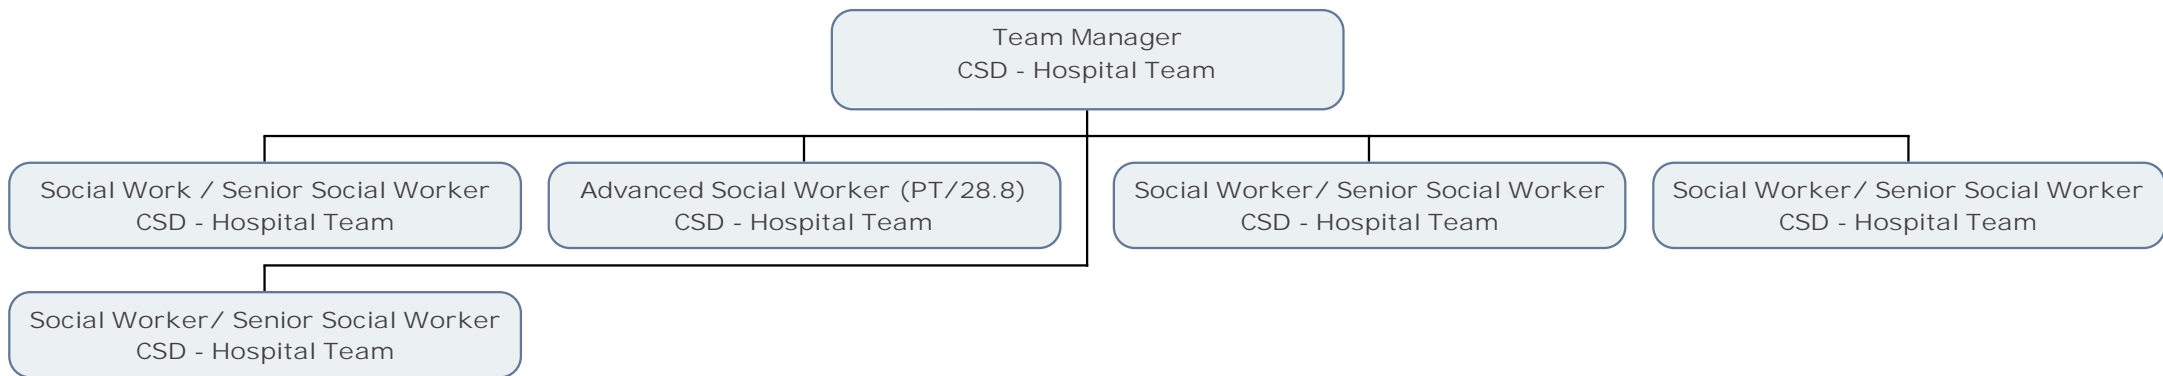 Team Manager
CSD - Hospital Team
Social Work / Senior Social Worker
CSD - Hospital Team
Advanced Social Worker (PT/28.8)
CSD - Hospital Team
Social Worker/ Senior Social Worker
CSD - Hospital Team
Social Worker/ Senior Social Worker
CSD - Hospital Team
Social Worker/ Senior Social Worker
CSD - Hospital Team